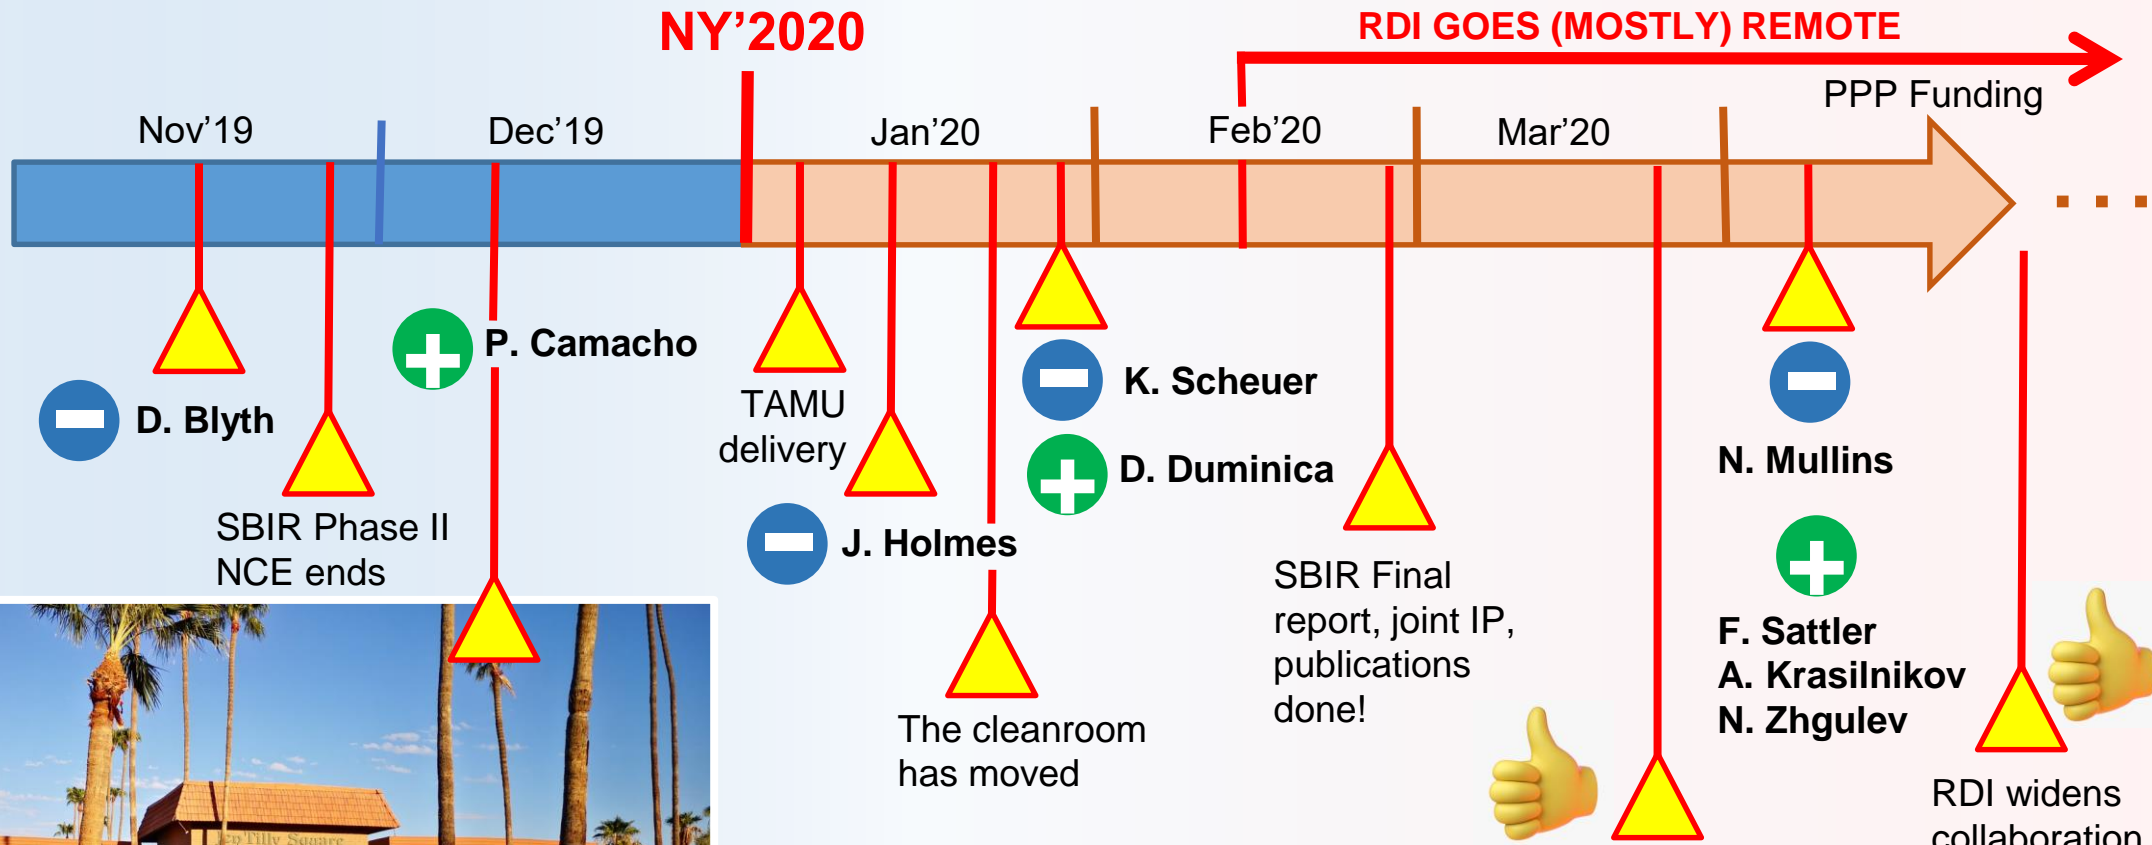 NY’2020
RDI GOES (MOSTLY) REMOTE
PPP Funding
Nov’19
Dec’19
Jan’20
Feb’20
Mar’20
D. Blyth
SBIR Phase II
NCE ends
P. Camacho
TAMU
delivery
J. Holmes
The cleanroom
has moved
K. Scheuer
D. Duminica
SBIR Final
report, joint IP,
publications
done!
N. Mullins
F. Sattler
A. Krasilnikov
N. Zhgulev
RDI widens
collaboration
Tilly Square